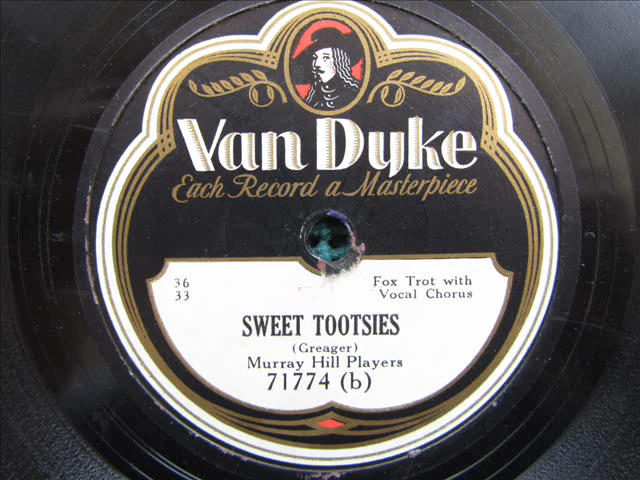 Van Dyke
Each Record a Masterpiece
36
33
Fox Trot with
Vocal Chorus
SWEET TOOTSIES
(Greager)
Murray Hill Players
71774 (b)